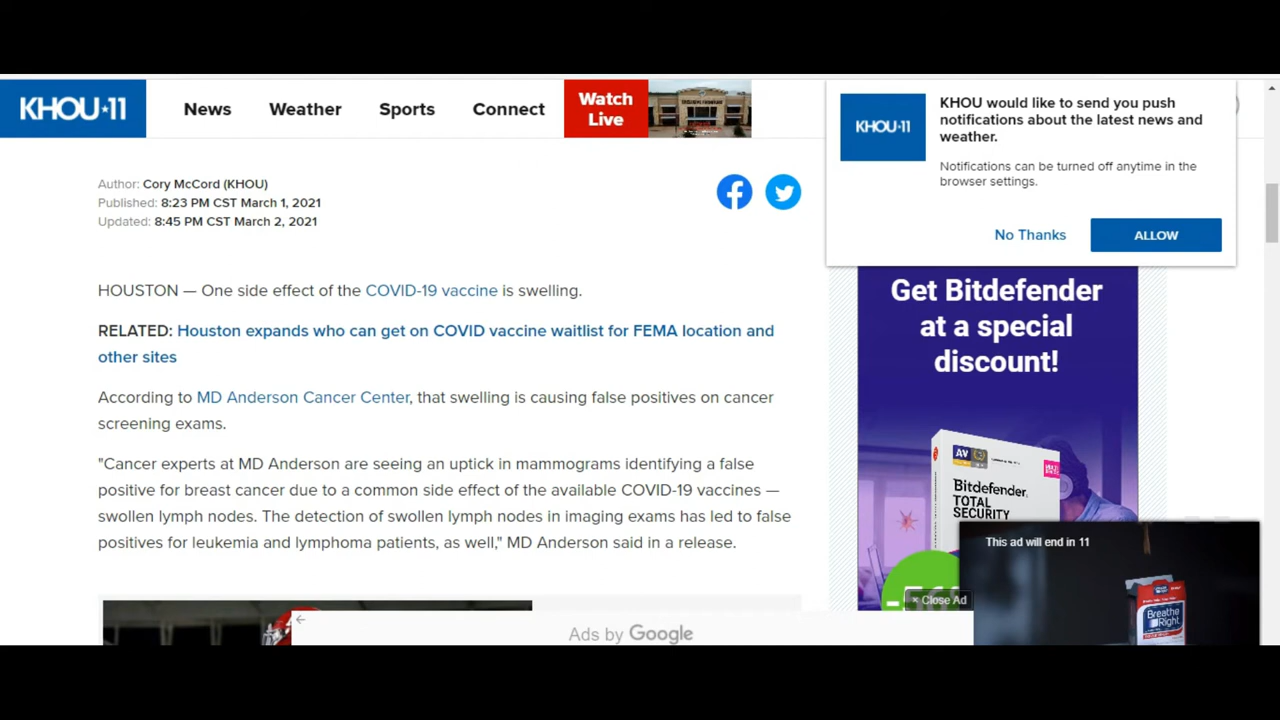 KHOU★11
News
Weather
Sports
Connect
Watch
Live
KHOU would like to send you push
notifications about the latest news and
weather.
KHOU★11
Notifications can be turned off anytime in the
browser settings.
No Thanks
ALLOW
Author: Cory McCord (KHOU)
Published: 8:23 PM CST March 1, 2021
Updated: 8:45 PM CST March 2, 2021
HOUSTON — One side effect of the COVID-19 vaccine is swelling.
RELATED: Houston expands who can get on COVID vaccine waitlist for FEMA location and
other sites
According to MD Anderson Cancer Center, that swelling is causing false positives on cancer
screening exams.
"Cancer experts at MD Anderson are seeing an uptick in mammograms identifying a false
positive for breast cancer due to a common side effect of the available COVID-19 vaccines —
swollen lymph nodes. The detection of swollen lymph nodes in imaging exams has led to false
positives for leukemia and lymphoma patients, as well," MD Anderson said in a release.
Get Bitdefender
at a special
discount!
AV
Bitdefender
TOTAL
SECURITY
This ad will end in 11
× Close Ad
Breathe
Right
Ads by Google